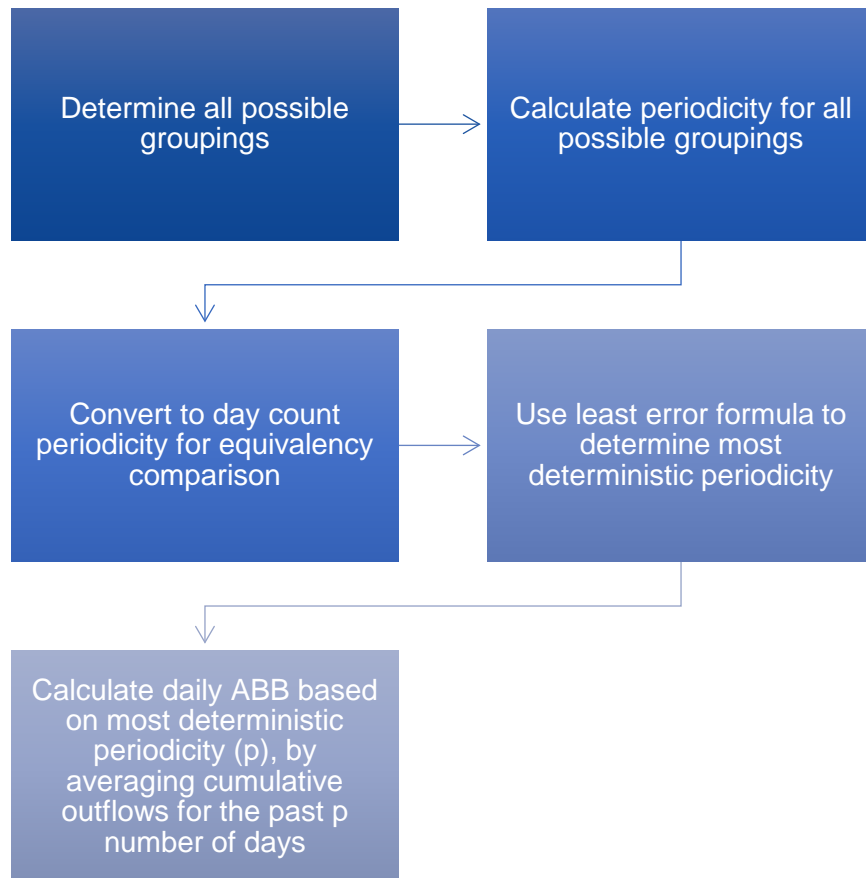 Determine all possible
groupings
Calculate periodicity for all
possible groupings
Convert to day count
periodicity for equivalency
comparison
Use least error formula to
determine most
deterministic periodicity
Calculate daily ABB based
on most deterministic
periodicity (p), by
averaging cumulative
outflows for the past p
number of days